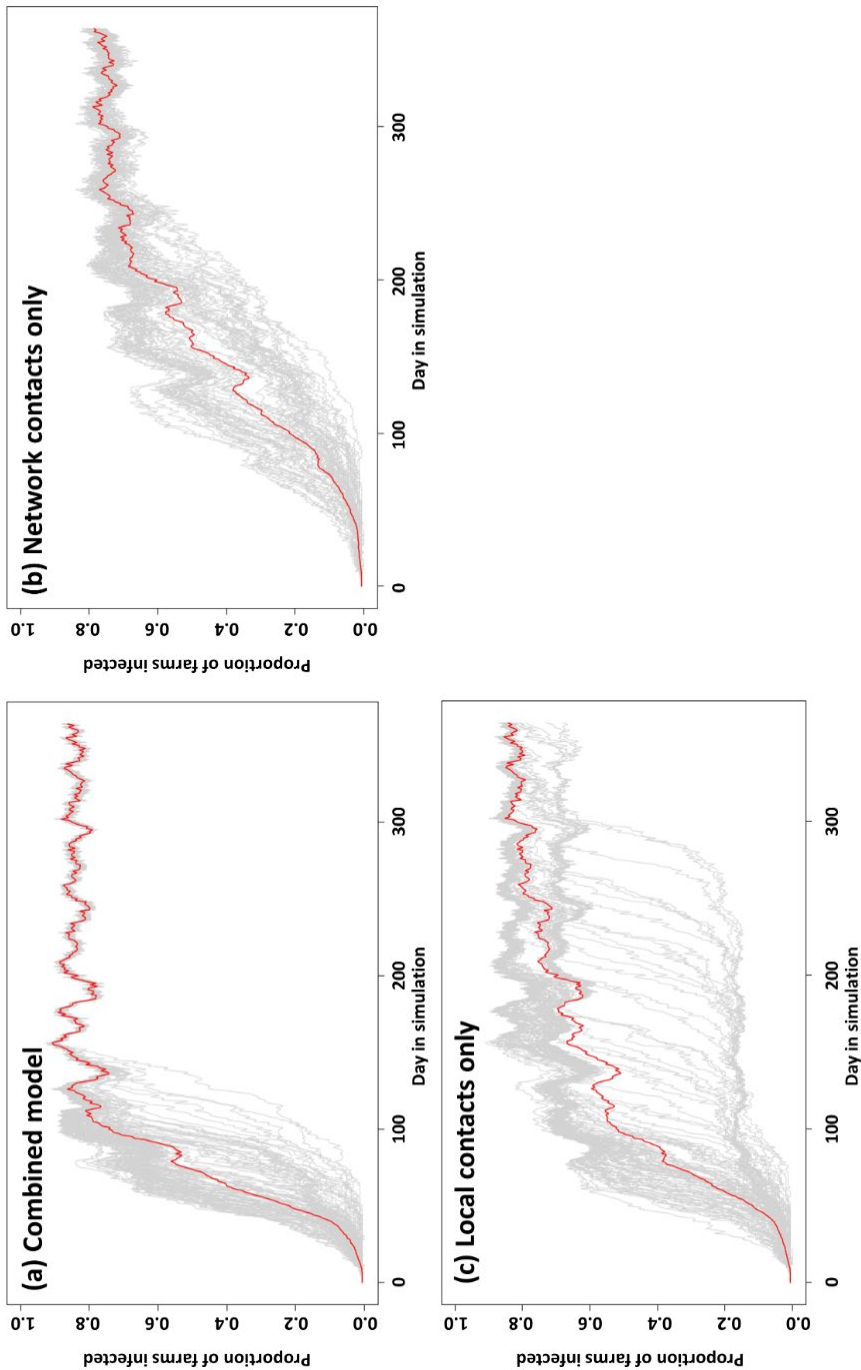 (a) Combined model
Proportion of farms infected
1.0
0.8
0.6
0.4
0.2
0.0
0 100 200 300
Day in simulation
(b) Network contacts only
Proportion of farms infected
1.0
0.8
0.6
0.4
0.2
0.0
0 100 200 300
Day in simulation
(c) Local contacts only
Proportion of farms infected
1.0
0.8
0.6
0.4
0.2
0.0
0 100 200 300
Day in simulation